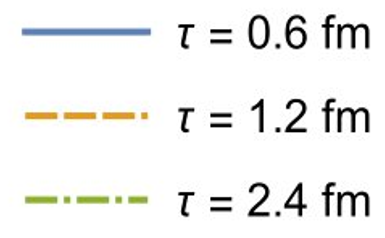 τ = 0.6 fm
τ = 1.2 fm
τ = 2.4 fm